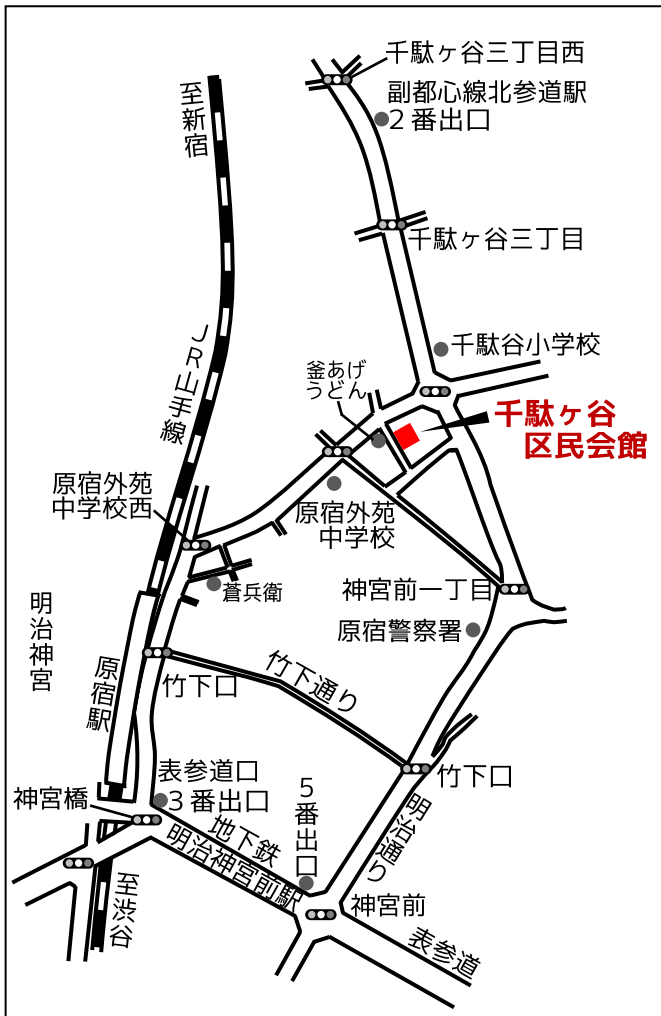 千駄ヶ谷三丁目西
副都心線北参道駅
２番出口
至新宿
千駄ヶ谷三丁目
千駄谷小学校
ＪＲ山手線
釜あげ
うどん
千駄ヶ谷
区民会館
原宿外苑
中学校西
原宿外苑
中学校
蒼兵衛
神宮前一丁目
明治神宮
原宿警察署
原宿駅
竹下口
竹下通り
表参道口
３番出口
５番出口
竹下口
神宮橋
地下鉄
明治神宮前駅
明治通り
至渋谷
神宮前
表参道